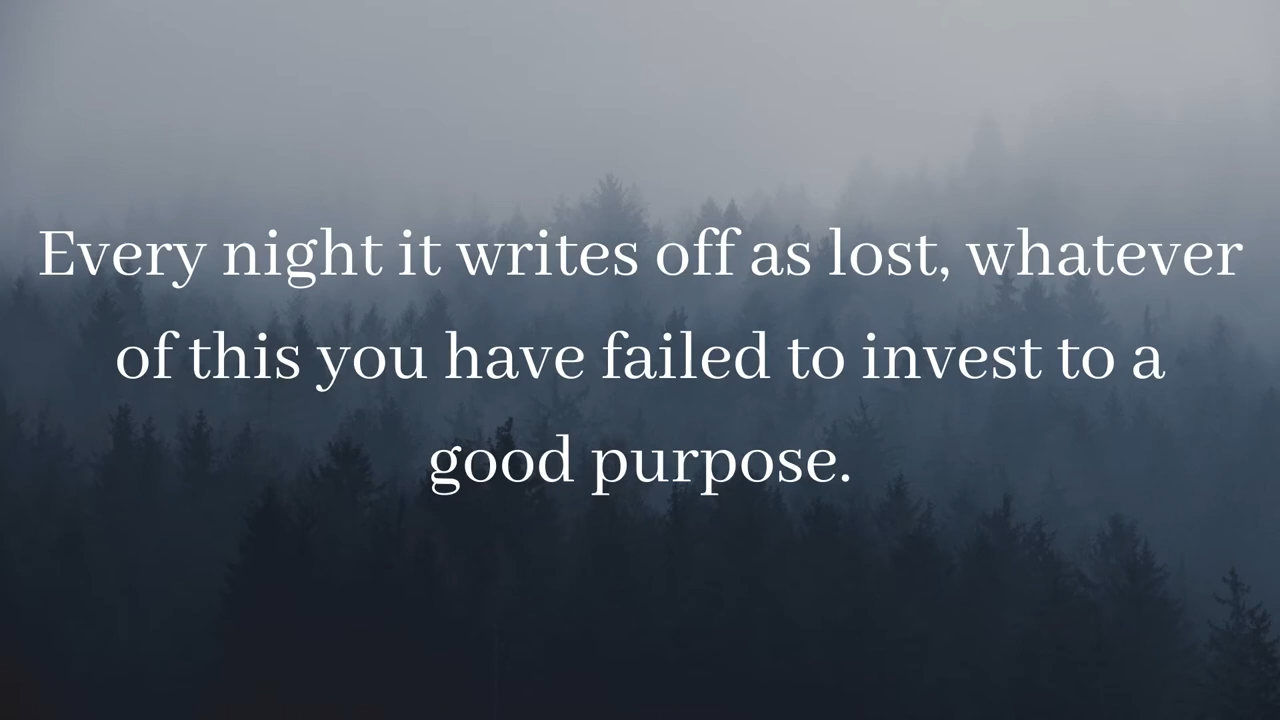 Every night it writes off as lost, whatever
of this you have failed to invest to a
good purpose.